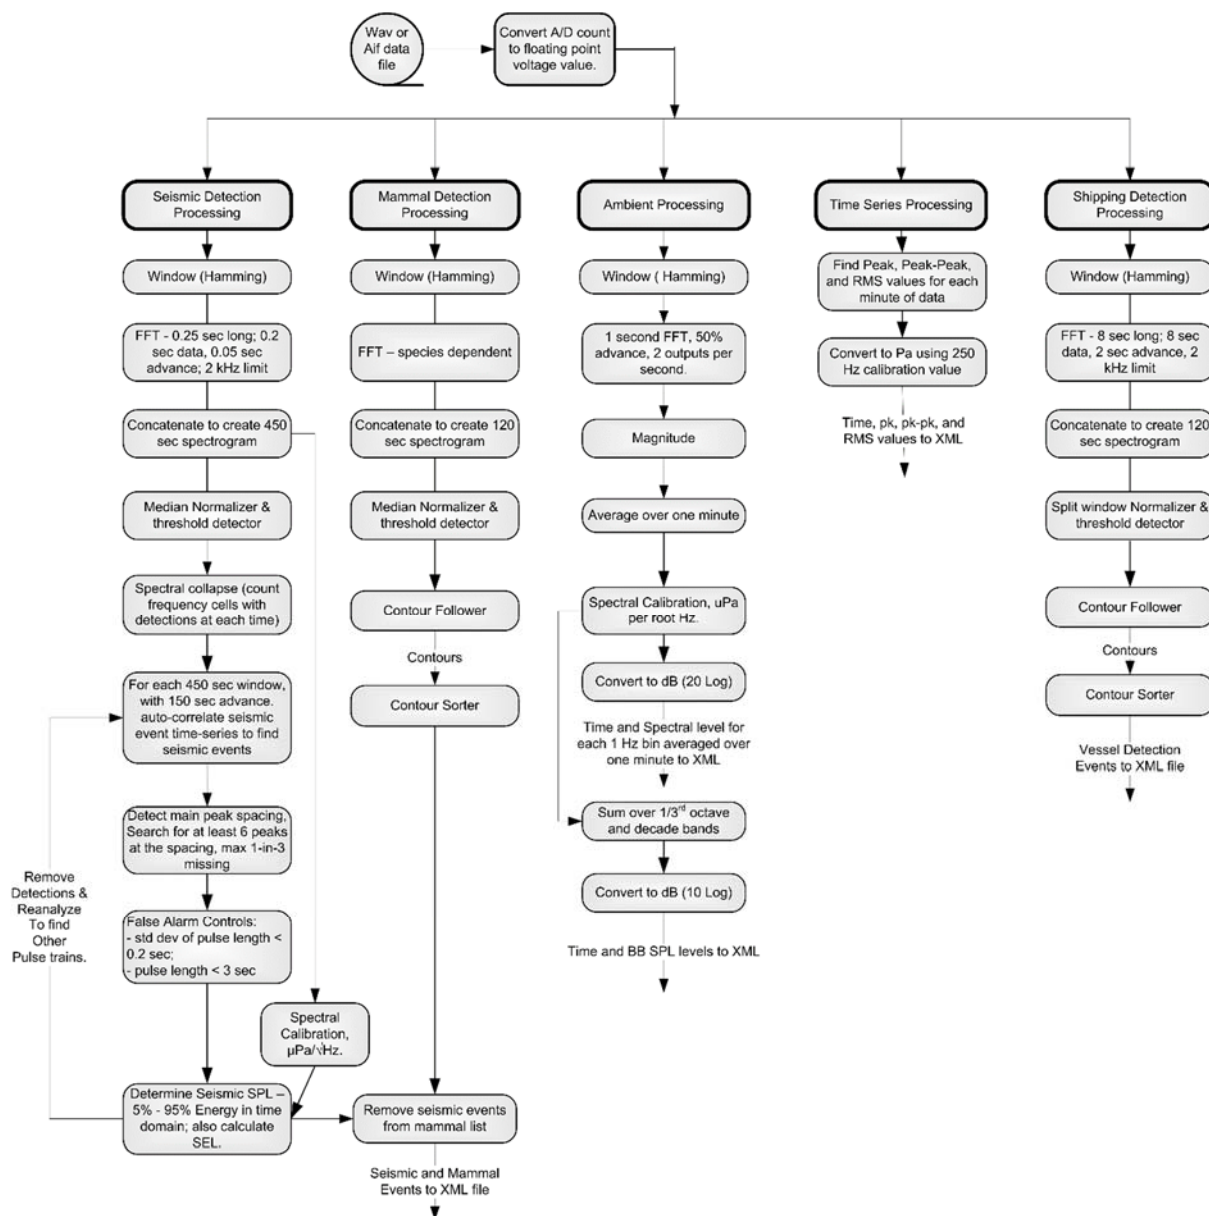 Wav or
Aif data
file
Convert A/D count
to floating point
voltage value.
Seismic Detection
Processing
Window (Hamming)
FFT - 0.25 sec long; 0.2
sec data, 0.05 sec
advance; 2 kHz limit
Concatenate to create 450
sec spectrogram
Median Normalizer &
threshold detector
Spectral collapse (count
frequency cells with
detections at each time)
For each 450 sec window,
with 150 sec advance.
auto-correlate seismic
event time-series to find
seismic events
Detect main peak spacing,
Search for at least 6 peaks
at the spacing, max 1-in-3
missing
False Alarm Controls:
- std dev of pulse length <
0.2 sec;
- pulse length < 3 sec
Remove
Detections &
Reanalyze
To find
Other
Pulse trains.
Spectral
Calibration,
µPa/√Hz.
Determine Seismic SPL –
5% - 95% Energy in time
domain; also calculate
SEL.
Mammal Detection
Processing
Window (Hamming)
FFT – species dependent
Concatenate to create 120
sec spectrogram
Median Normalizer &
threshold detector
Contour Follower
Contours
Contour Sorter
Remove seismic events
from mammal list
Seismic and Mammal
Events to XML file
Ambient Processing
Window ( Hamming)
1 second FFT, 50%
advance, 2 outputs per
second.
Magnitude
Average over one minute
Spectral Calibration, uPa
per root Hz.
Convert to dB (20 Log)
Time and Spectral level for
each 1 Hz bin averaged over
one minute to XML
Sum over 1/3rd octave
and decade bands
Convert to dB (10 Log)
Time and BB SPL levels to XML
Time Series Processing
Find Peak, Peak-Peak,
and RMS values for each
minute of data
Convert to Pa using 250
Hz calibration value
Time, pk, pk-pk, and
RMS values to XML
Shipping Detection
Processing
Window (Hamming)
FFT - 8 sec long; 8 sec
data, 2 sec advance, 2
kHz limit
Concatenate to create 120
sec spectrogram
Split window Normalizer &
threshold detector
Contour Follower
Contours
Contour Sorter
Vessel Detection
Events to XML file